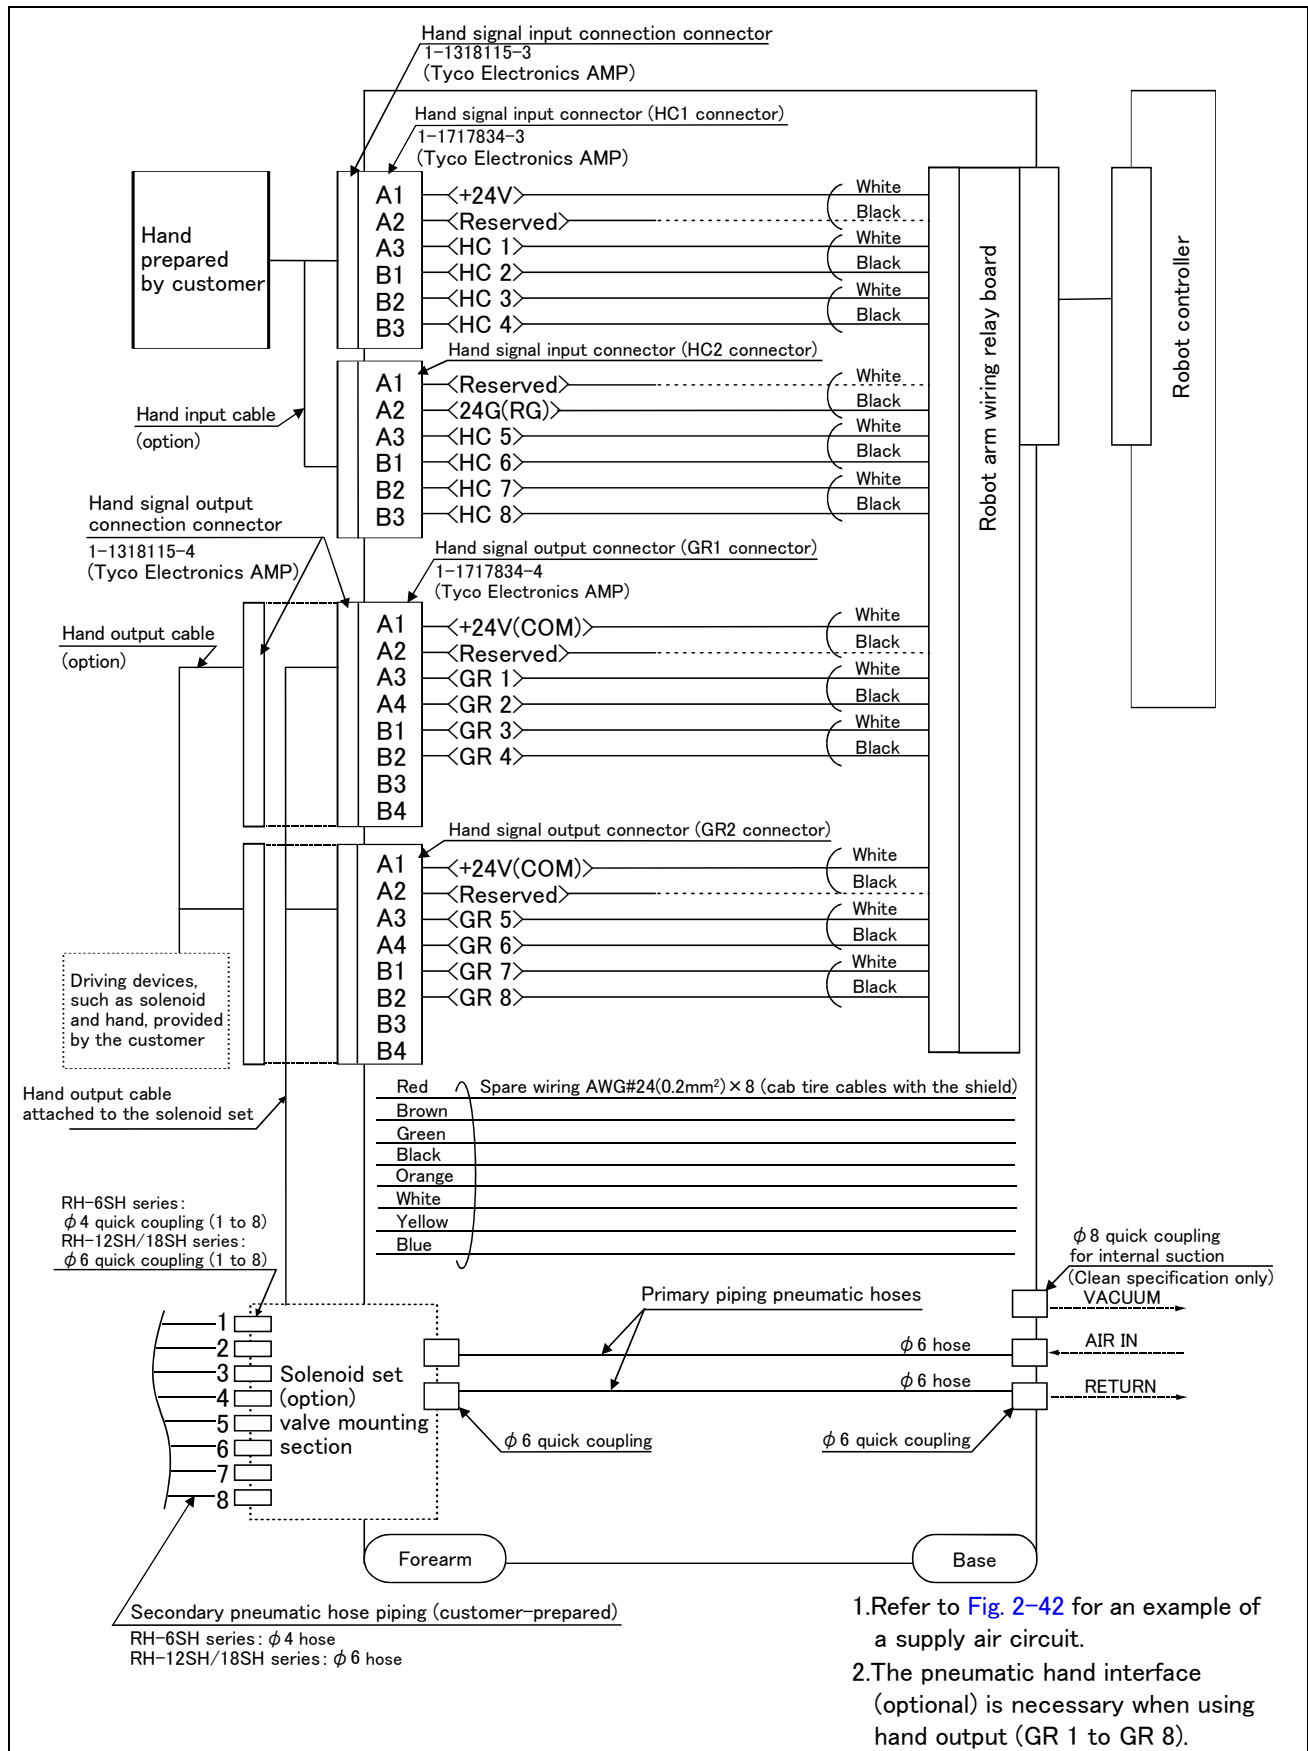 Hand signal input connection connector
1-1318115-3
(Tyco Electronics AMP)
Hand signal input connector (HC1 connector)
1-1717834-3
(Tyco Electronics AMP)
Hand
prepared
by customer
A1 <+24V> White
A2 <Reserved> Black
A3 <HC 1> White
B1 <HC 2> Black
B2 <HC 3> White
B3 <HC 4> Black
Robot arm wiring relay board
Robot controller
Hand signal input connector (HC2 connector)
A1 <Reserved> White
A2 <24G(RG)> Black
A3 <HC 5> White
B1 <HC 6> Black
B2 <HC 7> White
B3 <HC 8> Black
Hand input cable
(option)
Hand signal output
connection connector
1-1318115-4
(Tyco Electronics AMP)
Hand signal output connector (GR1 connector)
1-1717834-4
(Tyco Electronics AMP)
Hand output cable
(option)
A1 <+24V(COM)> White
A2 <Reserved> Black
A3 <GR 1> White
A4 <GR 2> Black
B1 <GR 3> White
B2 <GR 4> Black
B3
B4
Hand signal output connector (GR2 connector)
A1 <+24V(COM)> White
A2 <Reserved> Black
A3 <GR 5> White
A4 <GR 6> Black
B1 <GR 7> White
B2 <GR 8> Black
B3
B4
Driving devices,
such as solenoid
and hand, provided
by the customer
Hand output cable
attached to the solenoid set
Red Spare wiring AWG#24(0.2mm²)×8 (cab tire cables with the shield)
Brown
Green
Black
Orange
White
Yellow
Blue
RH-6SH series:
φ4 quick coupling (1 to 8)
RH-12SH/18SH series:
φ6 quick coupling (1 to 8)
φ8 quick coupling
for internal suction
(Clean specification only)
VACUUM
Primary piping pneumatic hoses
φ6 hose AIR IN
φ6 hose RETURN
1
2
3
4
5
6
7
8
Solenoid set
(option)
valve mounting
section
φ6 quick coupling
φ6 quick coupling
Forearm
Base
Secondary pneumatic hose piping (customer-prepared)
RH-6SH series: φ4 hose
RH-12SH/18SH series: φ6 hose
1.Refer to Fig. 2-42 for an example of
a supply air circuit.
2.The pneumatic hand interface
(optional) is necessary when using
hand output (GR 1 to GR 8).